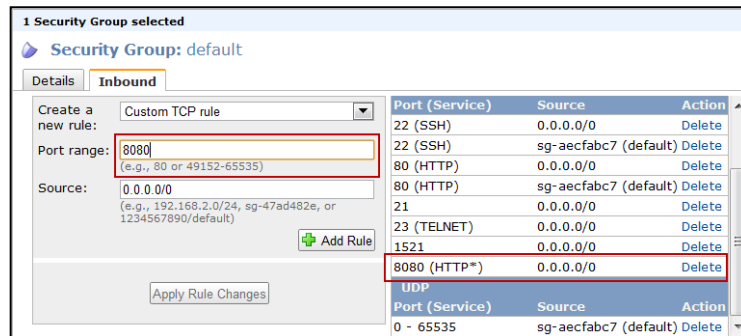 1 Security Group selected
Security Group: default
Details Inbound
Create a new rule: Custom TCP rule
Port range: 8080
(e.g., 80 or 49152-65535)
Source: 0.0.0.0/0
(e.g., 192.168.2.0/24, sg-47ad482e, or
1234567890/default)
Add Rule
Apply Rule Changes
Port (Service) Source Action
22 (SSH) 0.0.0.0/0 Delete
22 (SSH) sg-aecfabc7 (default) Delete
80 (HTTP) 0.0.0.0/0 Delete
80 (HTTP) sg-aecfabc7 (default) Delete
21 0.0.0.0/0 Delete
23 (TELNET) 0.0.0.0/0 Delete
1521 0.0.0.0/0 Delete
8080 (HTTP*) 0.0.0.0/0 Delete
UDP
Port (Service) Source Action
0 - 65535 sg-aecfabc7 (default) Delete